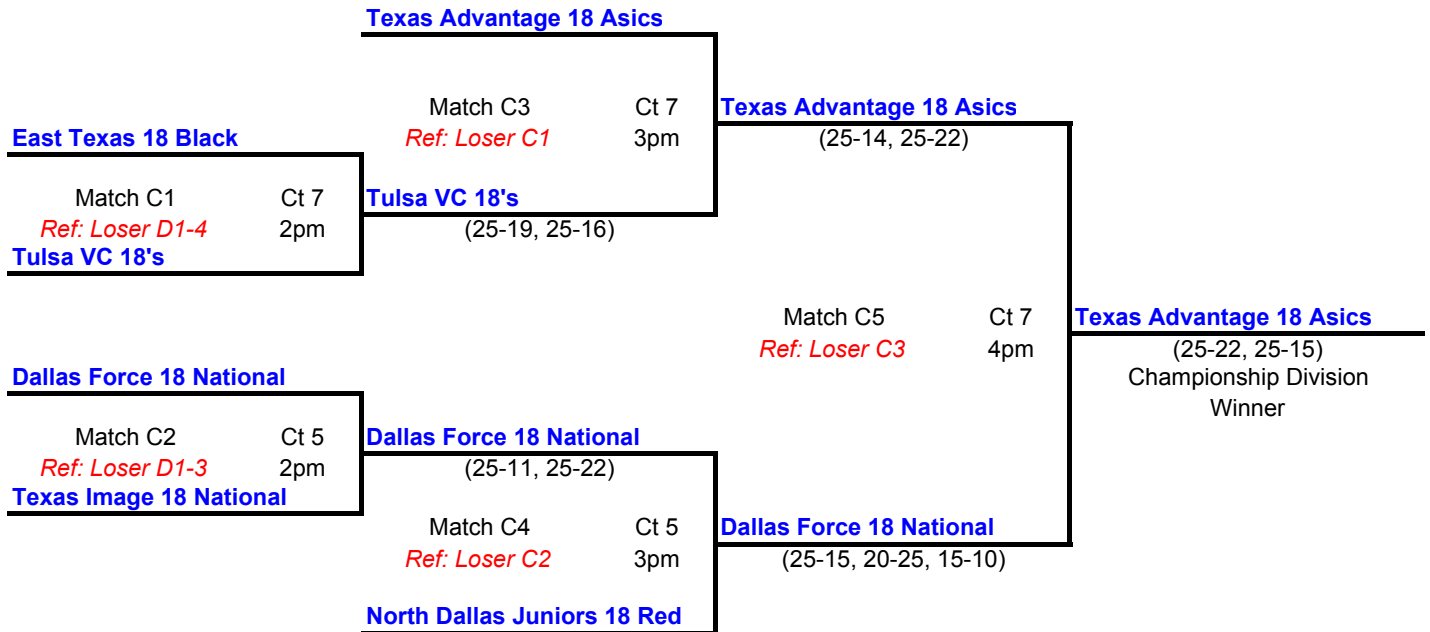 Texas Advantage 18 Asics
Match C3 Ct 7
Ref: Loser C1 3pm
Texas Advantage 18 Asics
(25-14, 25-22)
East Texas 18 Black
Match C1 Ct 7
Ref: Loser D1-4 2pm
Tulsa VC 18's
Tulsa VC 18's
(25-19, 25-16)
Match C5 Ct 7
Ref: Loser C3 4pm
Texas Advantage 18 Asics
(25-22, 25-15)
Championship Division
Winner
Dallas Force 18 National
Match C2 Ct 5
Ref: Loser D1-3 2pm
Texas Image 18 National
Dallas Force 18 National
(25-11, 25-22)
Match C4 Ct 5
Ref: Loser C2 3pm
Dallas Force 18 National
(25-15, 20-25, 15-10)
North Dallas Juniors 18 Red